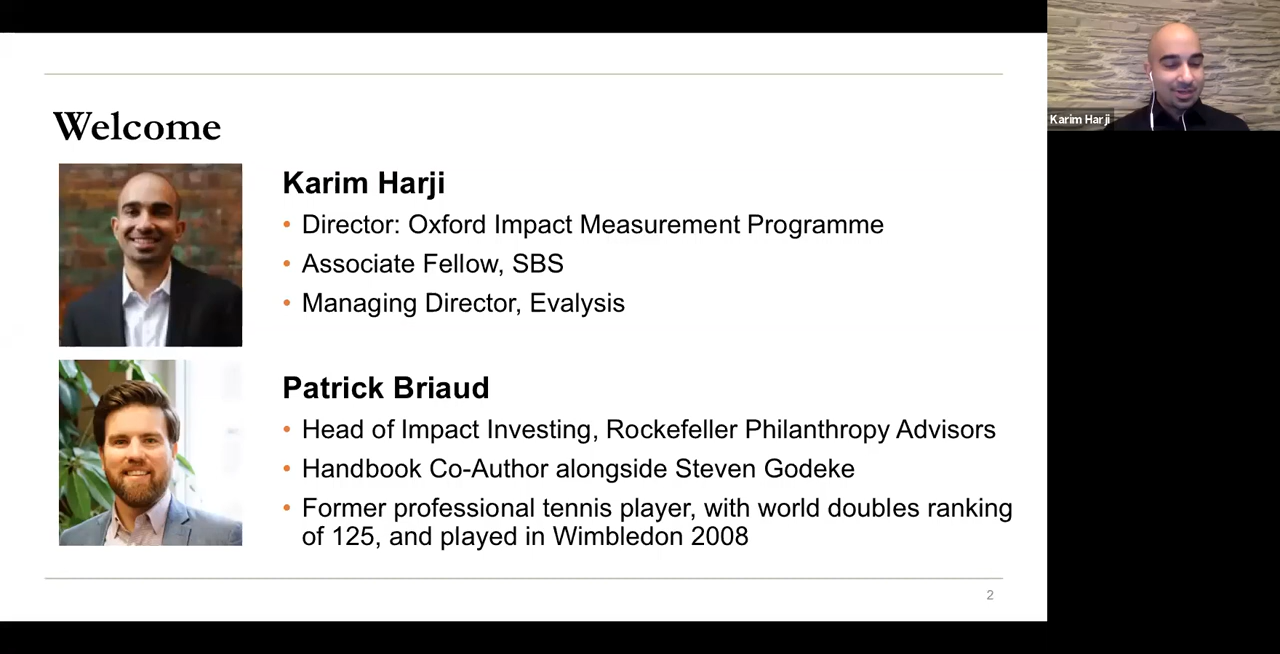 Welcome
Karim Harji
• Director: Oxford Impact Measurement Programme
• Associate Fellow, SBS
• Managing Director, Evalysis
Patrick Briaud
• Head of Impact Investing, Rockefeller Philanthropy Advisors
• Handbook Co-Author alongside Steven Godeke
• Former professional tennis player, with world doubles ranking
of 125, and played in Wimbledon 2008
2
Karim Harji